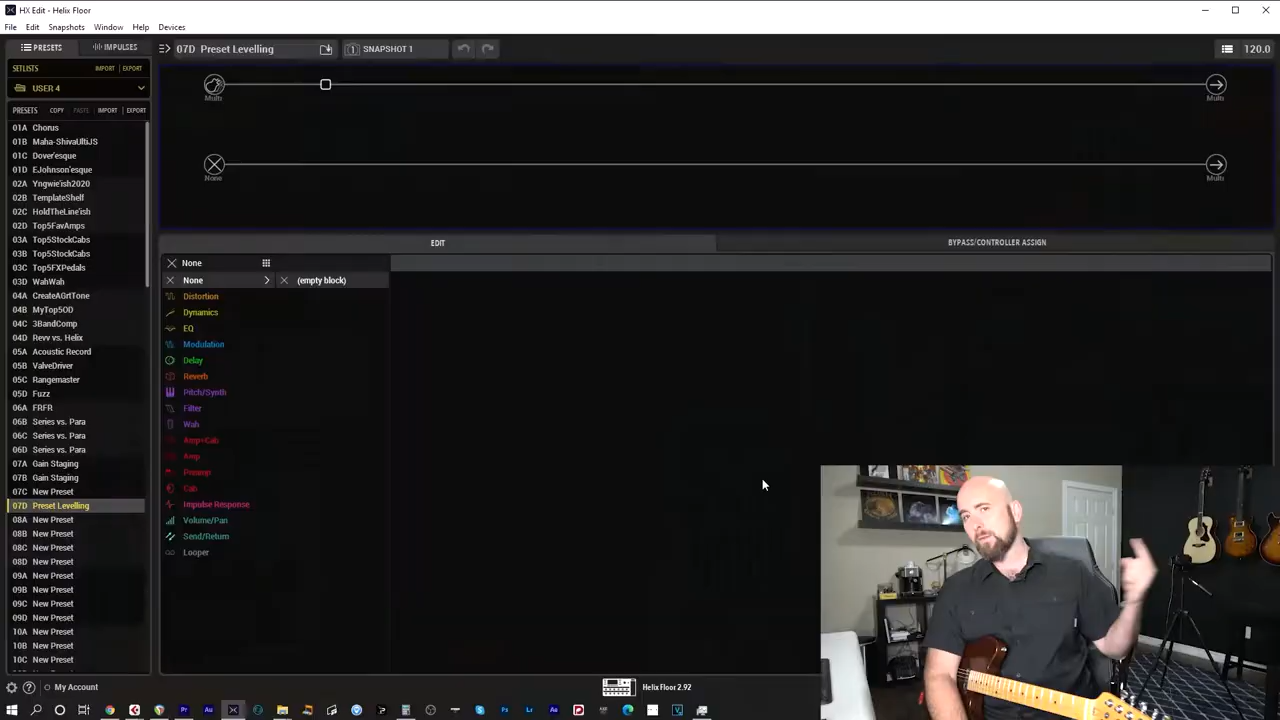 HX Edit - Helix Floor
File Edit Snapshots Window Help Devices
PRESETS IMPULSES
07D Preset Levelling
1 SNAPSHOT 1
120.0
SETLISTS IMPORT EXPORT
USER 4
PRESETS COPY PASTE IMPORT EXPORT
01A Chorus
01B Maha-ShivaUltiJS
01C Dover'esque
01D EJohnson'esque
02A Yngwie'ish2020
02B TemplateShelf
02C HoldTheLine'ish
02D Top5FavAmps
03A Top5StockCabs
03B Top5StockCabs
03C Top5FXPedals
03D WahWah
04A CreateAGrtTone
04B MyTop5OD
04C 3BandComp
04D Revv vs. Helix
05A Acoustic Record
05B ValveDriver
05C Rangemaster
05D Fuzz
06A FRFR
06B Series vs. Para
06C Series vs. Para
06D Series vs. Para
07A Gain Staging
07B Gain Staging
07C New Preset
07D Preset Levelling
08A New Preset
08B New Preset
08C New Preset
08D New Preset
09A New Preset
09B New Preset
09C New Preset
09D New Preset
10A New Preset
10B New Preset
10C New Preset
Multi
Multi
None
Multi
EDIT
BYPASS/CONTROLLER ASSIGN
None
None
(empty block)
Distortion
Dynamics
EQ
Modulation
Delay
Reverb
Pitch/Synth
Filter
Wah
Amp+Cab
Amp
Preamp
Cab
Impulse Response
Volume/Pan
Send/Return
Looper
My Account
Helix Floor 2.92